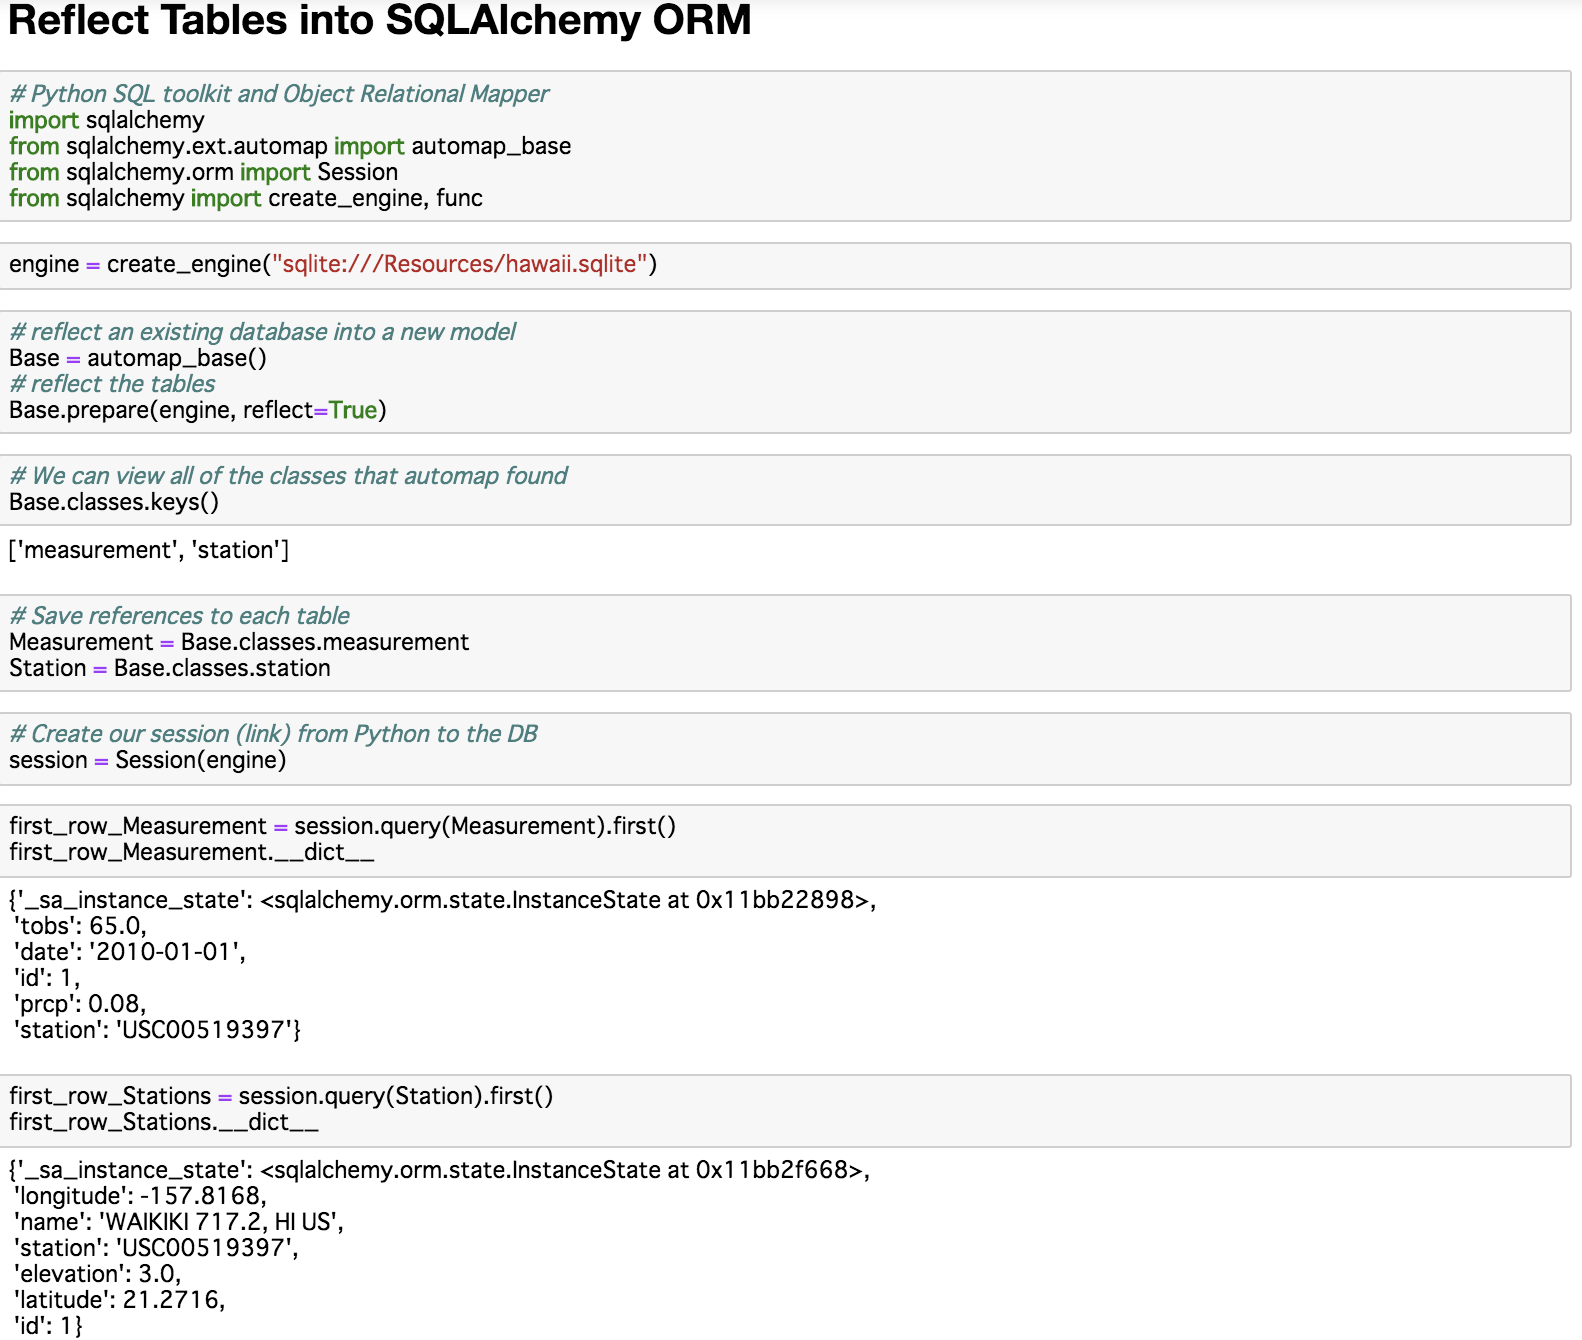 Reflect Tables into SQLAlchemy ORM
# Python SQL toolkit and Object Relational Mapper
import sqlalchemy
from sqlalchemy.ext.automap import automap_base
from sqlalchemy.orm import Session
from sqlalchemy import create_engine, func
engine = create_engine("sqlite:///Resources/hawaii.sqlite")
# reflect an existing database into a new model
Base = automap_base()
# reflect the tables
Base.prepare(engine, reflect=True)
# We can view all of the classes that automap found
Base.classes.keys()
['measurement', 'station']
# Save references to each table
Measurement = Base.classes.measurement
Station = Base.classes.station
# Create our session (link) from Python to the DB
session = Session(engine)
first_row_Measurement = session.query(Measurement).first()
first_row_Measurement.__dict__
{'_sa_instance_state': <sqlalchemy.orm.state.InstanceState at 0x11bb22898>,
 'tobs': 65.0,
 'date': '2010-01-01',
 'id': 1,
 'prcp': 0.08,
 'station': 'USC00519397'}
first_row_Stations = session.query(Station).first()
first_row_Stations.__dict__
{'_sa_instance_state': <sqlalchemy.orm.state.InstanceState at 0x11bb2f668>,
 'longitude': -157.8168,
 'name': 'WAIKIKI 717.2, HI US',
 'station': 'USC00519397',
 'elevation': 3.0,
 'latitude': 21.2716,
 'id': 1}